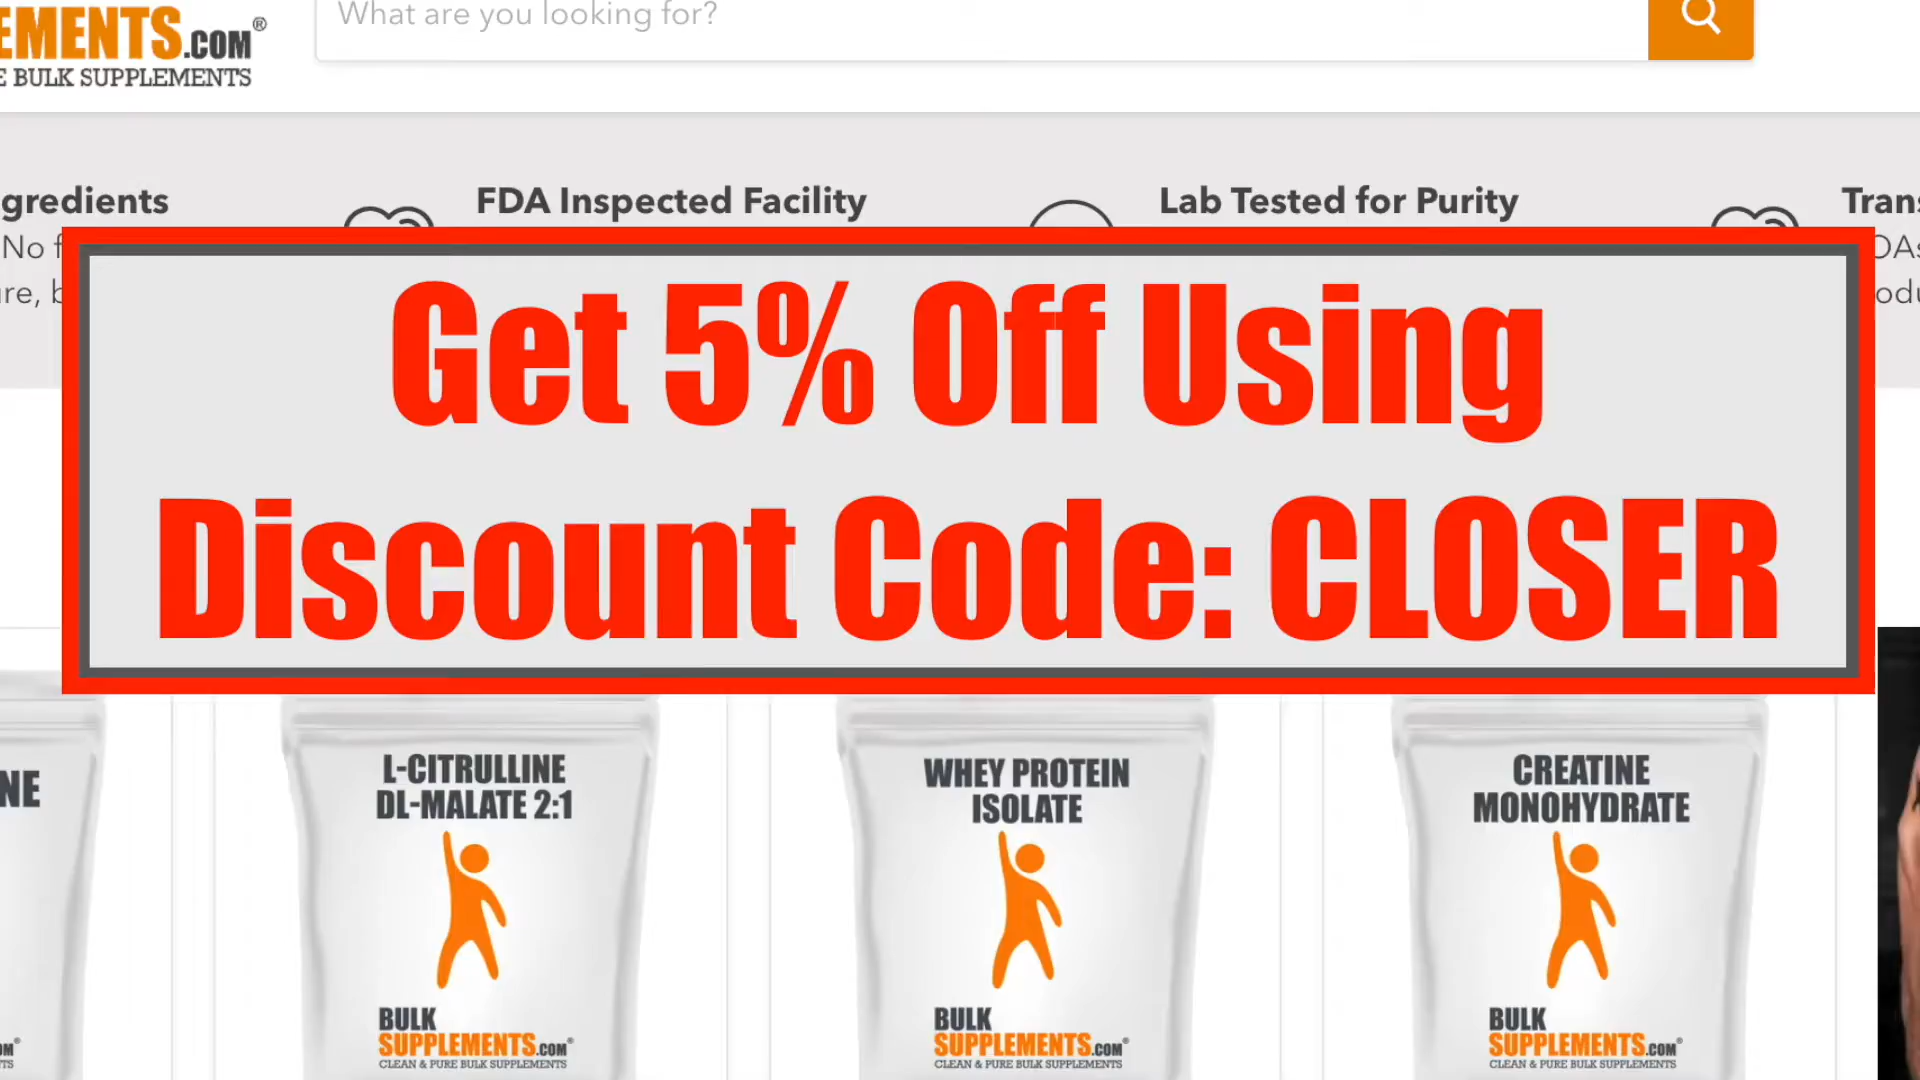 EMENTS.COM®
E BULK SUPPLEMENTS
What are you looking for?
gredients
No f
re, b
FDA Inspected Facility
Lab Tested for Purity
Trans
DAs
odu
Get 5% Off Using
Discount Code: CLOSER
NE
L-CITRULLINE
DL-MALATE 2:1
BULK
SUPPLEMENTS.COM®
CLEAN & PURE BULK SUPPLEMENTS
WHEY PROTEIN
ISOLATE
BULK
SUPPLEMENTS.COM®
CLEAN & PURE BULK SUPPLEMENTS
CREATINE
MONOHYDRATE
BULK
SUPPLEMENTS.COM®
CLEAN & PURE BULK SUPPLEMENTS